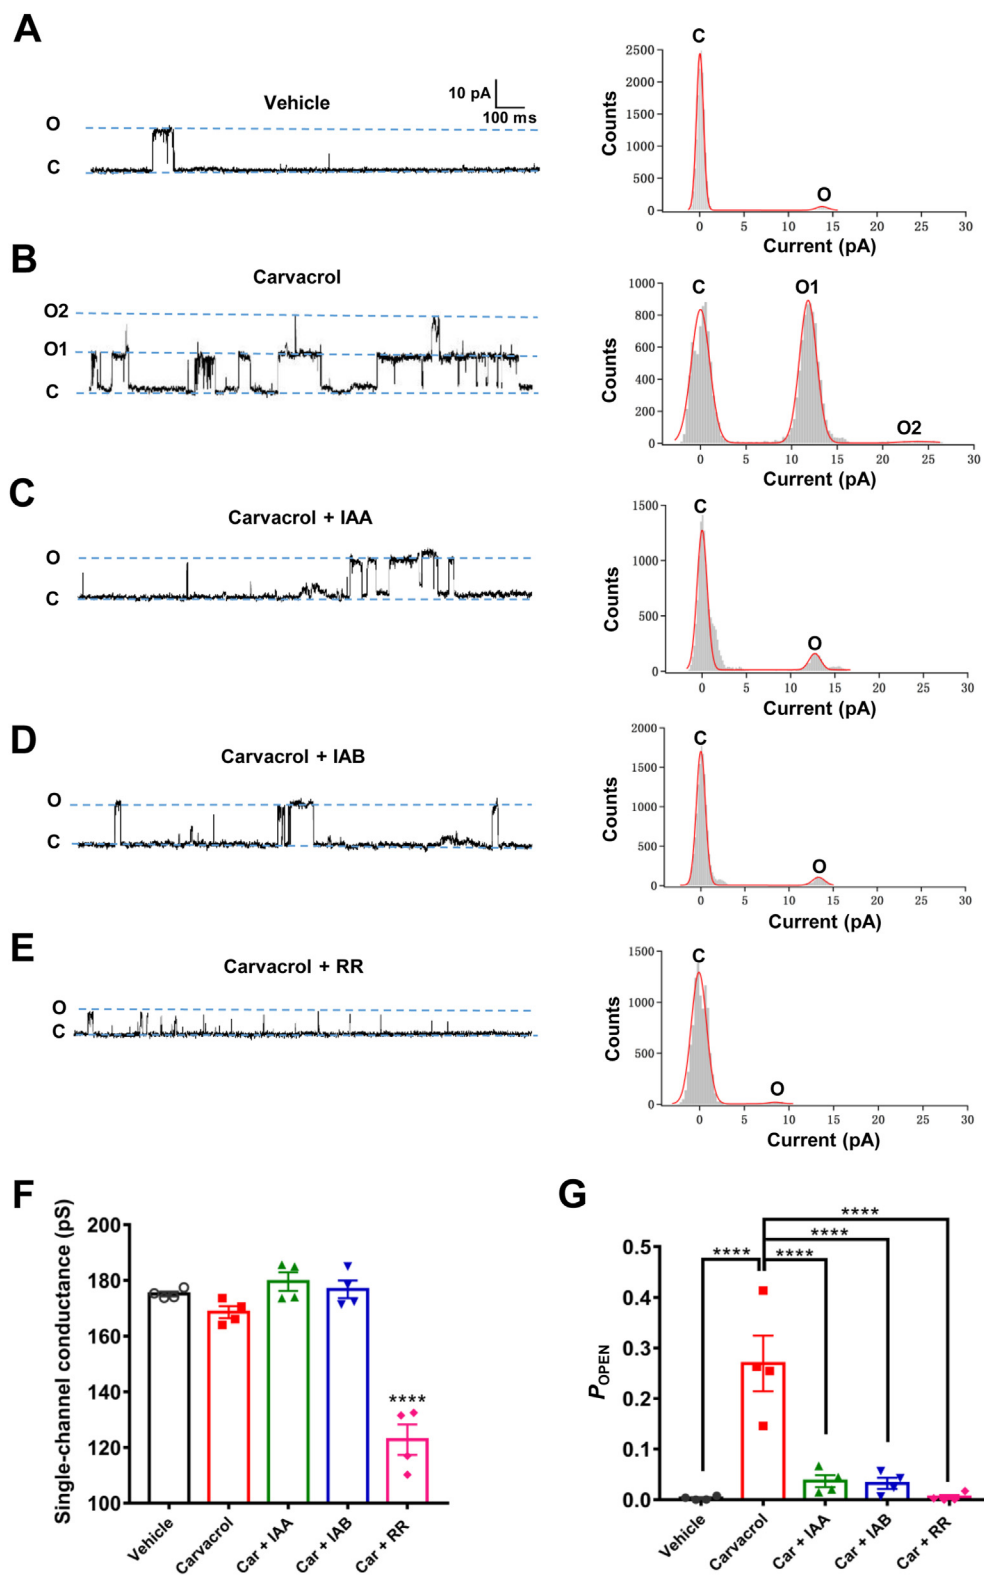 A
Vehicle
10 pA
100 ms
O
C
C
O
Counts
2500
2000
1500
1000
2500
0
0 5 10 15 20 25 30
Current (pA)
B
Carvacrol
O2
O1
C
C
O1
O2
Counts
1000
800
600
400
200
0
0 5 10 15 20 25 30
Current (pA)
C
Carvacrol + IAA
O
C
C
O
Counts
1500
1000
500
0
0 5 10 15 20 25 30
Current (pA)
D
Carvacrol + IAB
O
C
C
O
Counts
2000
1500
1000
500
0
0 5 10 15 20 25 30
Current (pA)
E
Carvacrol + RR
O
C
C
O
Counts
1500
1000
500
0
0 5 10 15 20 25 30
Current (pA)
F
Single-channel conductance (pS)
200
180
160
140
120
100
****
Vehicle
Carvacrol
Car + IAA
Car + IAB
Car + RR
G
POPEN
0.5
0.4
0.3
0.2
0.1
0.0
****
****
****
****
Vehicle
Carvacrol
Car + IAA
Car + IAB
Car + RR